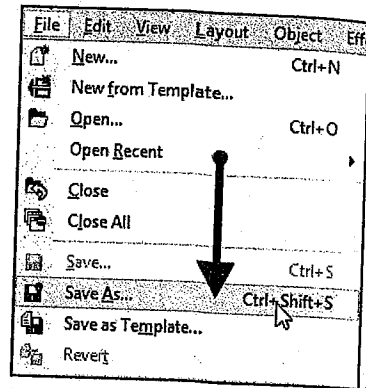 File Edit View Layout Object Eff
New... Ctrl+N
New from Template...
Open... Ctrl+O
Open Recent
Close
Close All
Save... Ctrl+S
Save As... Ctrl+Shift+S
Save as Template...
Revert